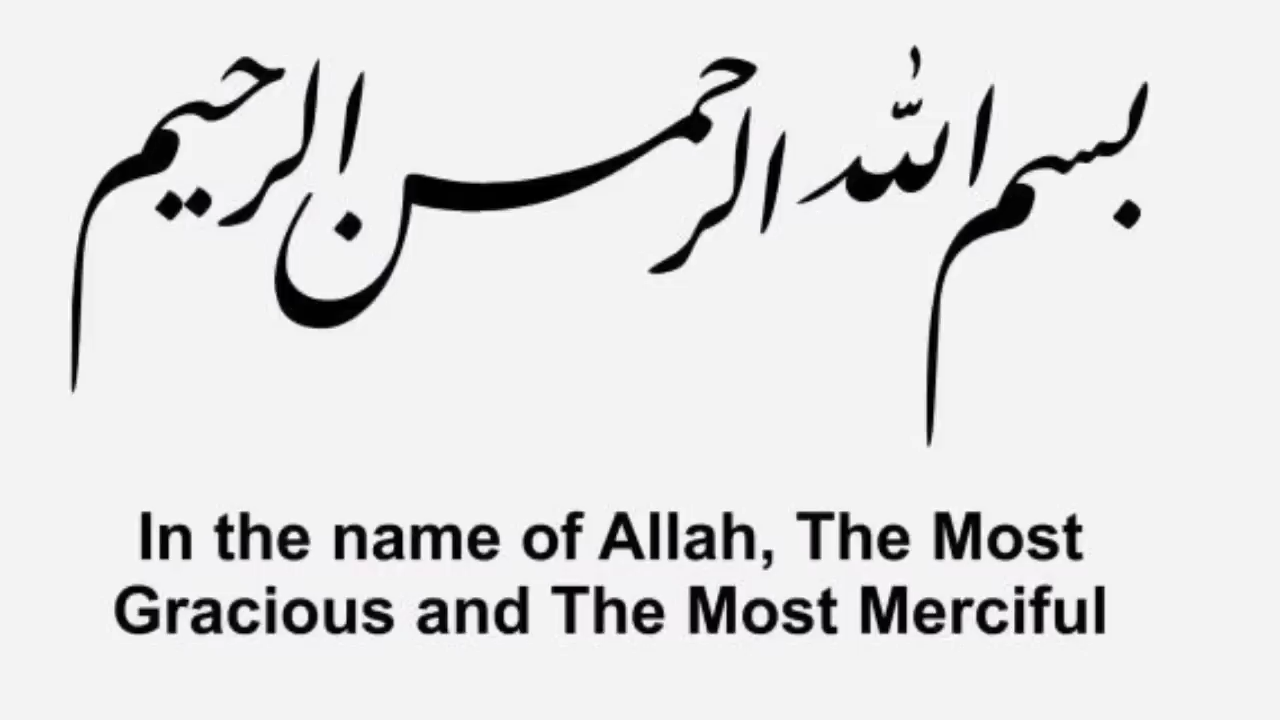 بسم الله الرحمن الرحيم
In the name of Allah, The Most
Gracious and The Most Merciful